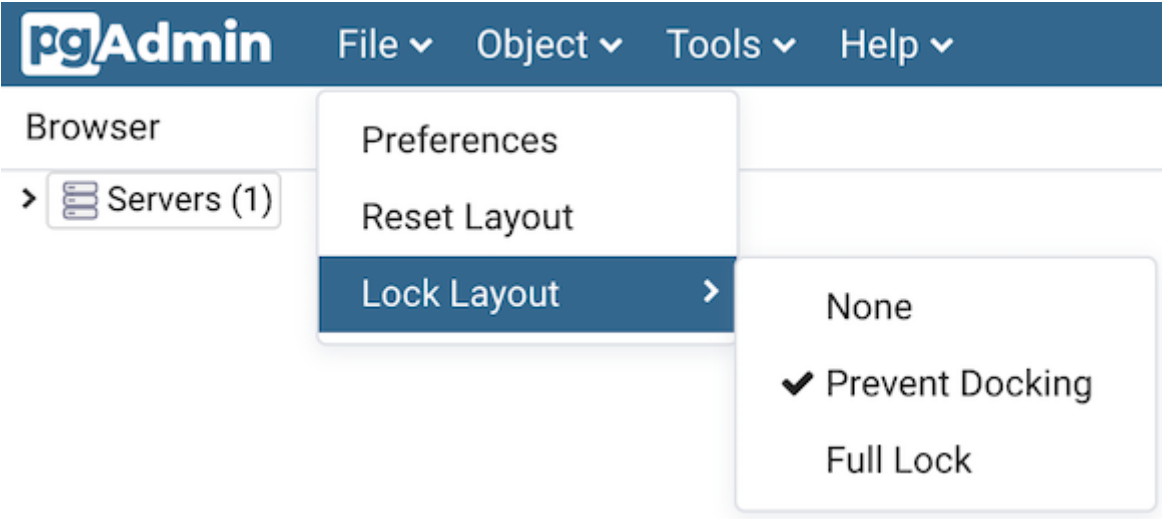 pgAdmin File Object Tools Help
Browser
Servers (1)
Preferences
Reset Layout
Lock Layout
None
Prevent Docking
Full Lock